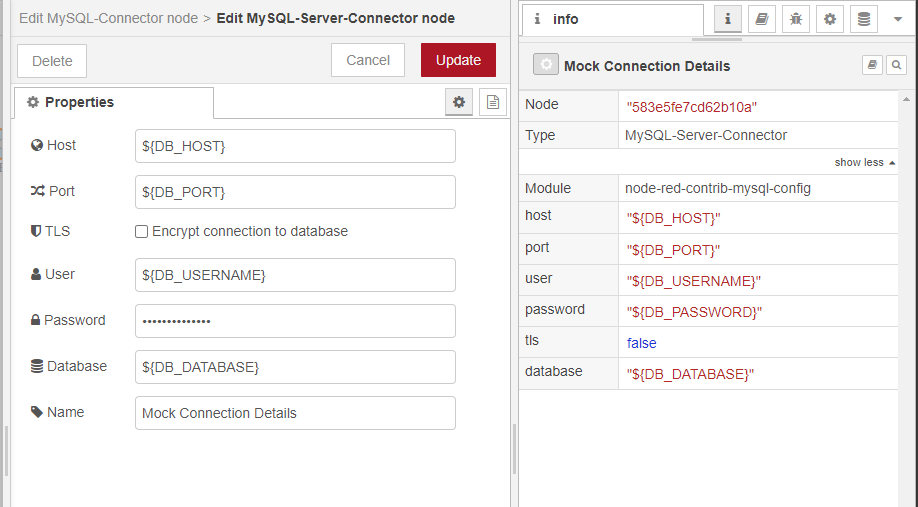 Edit MySQL-Connector node > Edit MySQL-Server-Connector node
Delete
Cancel
Update
Properties
Host
${DB_HOST}
Port
${DB_PORT}
TLS
Encrypt connection to database
User
${DB_USERNAME}
Password
••••••••••••••
Database
${DB_DATABASE}
Name
Mock Connection Details
i info
i
Mock Connection Details
Node "583e5fe7cd62b10a"
Type MySQL-Server-Connector
show less
Module node-red-contrib-mysql-config
host "${DB_HOST}"
port "${DB_PORT}"
user "${DB_USERNAME}"
password "${DB_PASSWORD}"
tls false
database "${DB_DATABASE}"